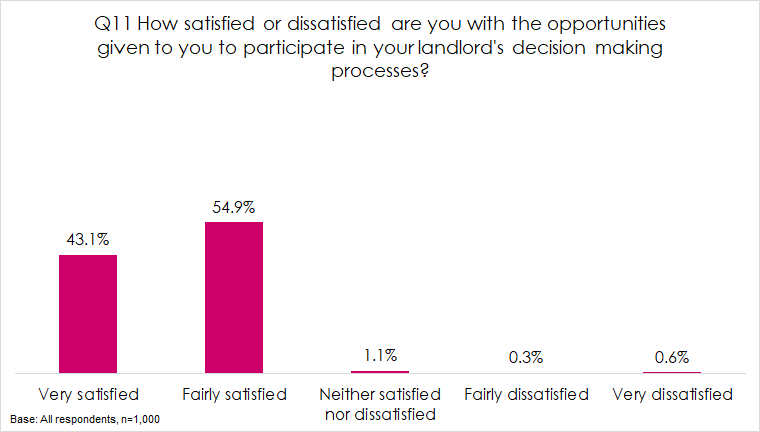 Q11 How satisfied or dissatisfied are you with the opportunities
given to you to participate in your landlord's decision making
processes?
54.9%
43.1%
1.1%
0.3%
0.6%
Very satisfied
Fairly satisfied
Neither satisfied
nor dissatisfied
Fairly dissatisfied
Very dissatisfied
Base: All respondents, n=1,000